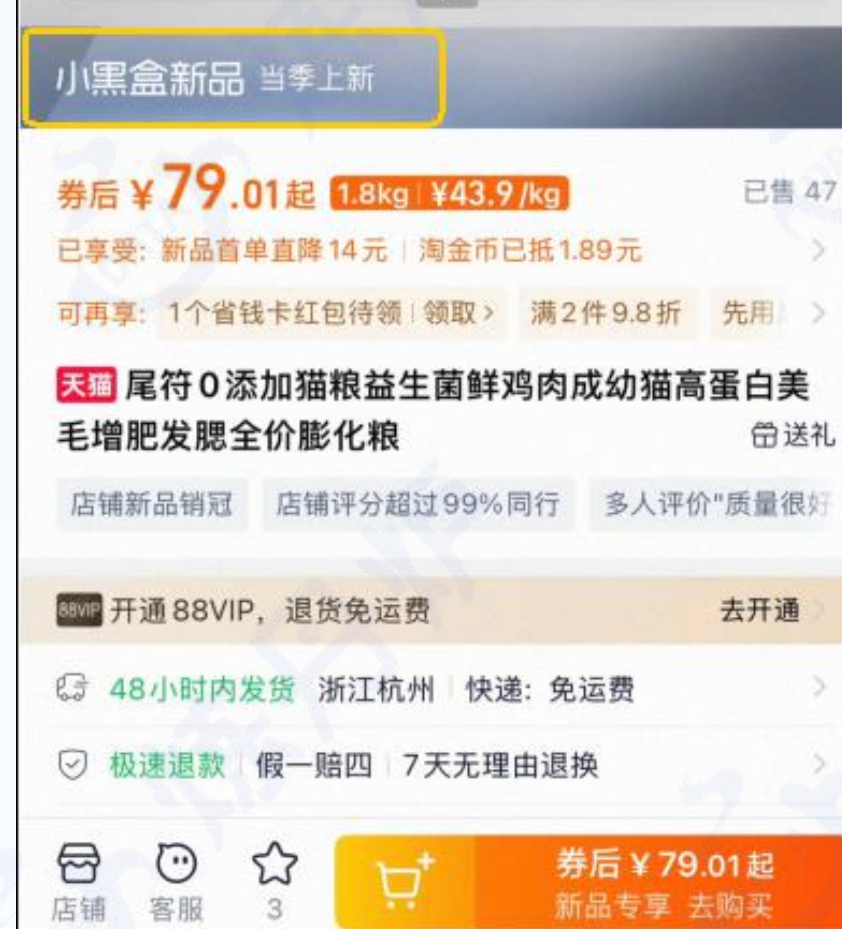 小黑盒新品 当季上新
券后 ¥79.01起 1.8kg ¥43.9/kg 已售 47
已享受: 新品首单直降14元 | 淘金币已抵1.89元
可再享: 1个省钱卡红包待领 | 领取 > 满2件9.8折 先用
天猫 尾符0添加猫粮益生菌鲜鸡肉成幼猫高蛋白美
毛增肥发腮全价膨化粮 送礼
店铺新品销冠 店铺评分超过99%同行 多人评价"质量很好
88VIP 开通88VIP, 退货免运费 去开通
48小时内发货 浙江杭州 | 快递: 免运费
极速退款 | 假一赔四 | 7天无理由退换
店铺 客服 3 券后 ¥79.01起
新品专享 去购买